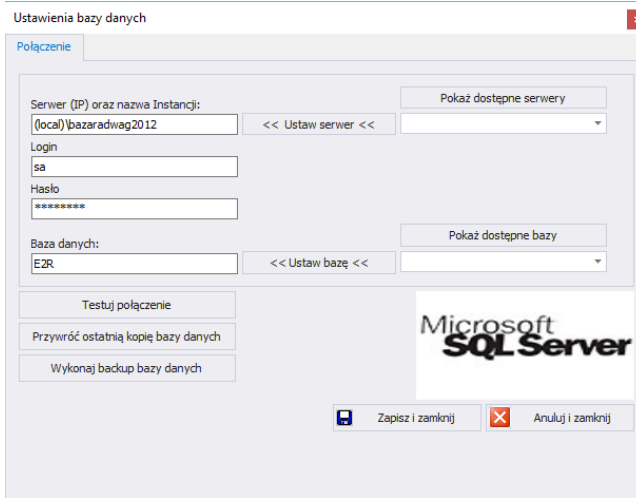 Ustawienia bazy danych
Połączenie
Pokaż dostępne serwery
Serwer (IP) oraz nazwa Instancji:
(local)\bazaradwag2012
<< Ustaw serwer <<
Login
sa
Hasło
********
Pokaż dostępne bazy
Baza danych:
E2R
<< Ustaw bazę <<
Testuj połączenie
Przywróć ostatnią kopię bazy danych
Wykonaj backup bazy danych
Microsoft
SQL Server
Zapisz i zamknij
Anuluj i zamknij